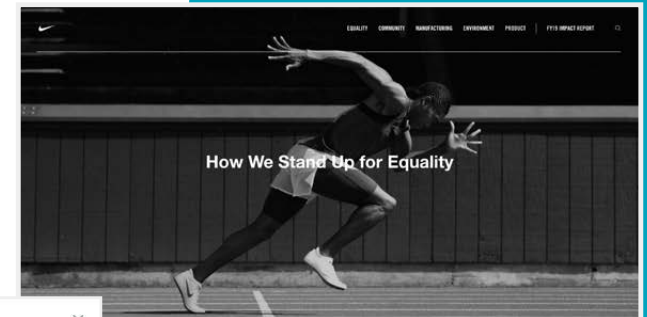 EQUALITY COMMUNITY MANUFACTURING ENVIRONMENT PRODUCT FY19 IMPACT REPORT
How We Stand Up for Equality